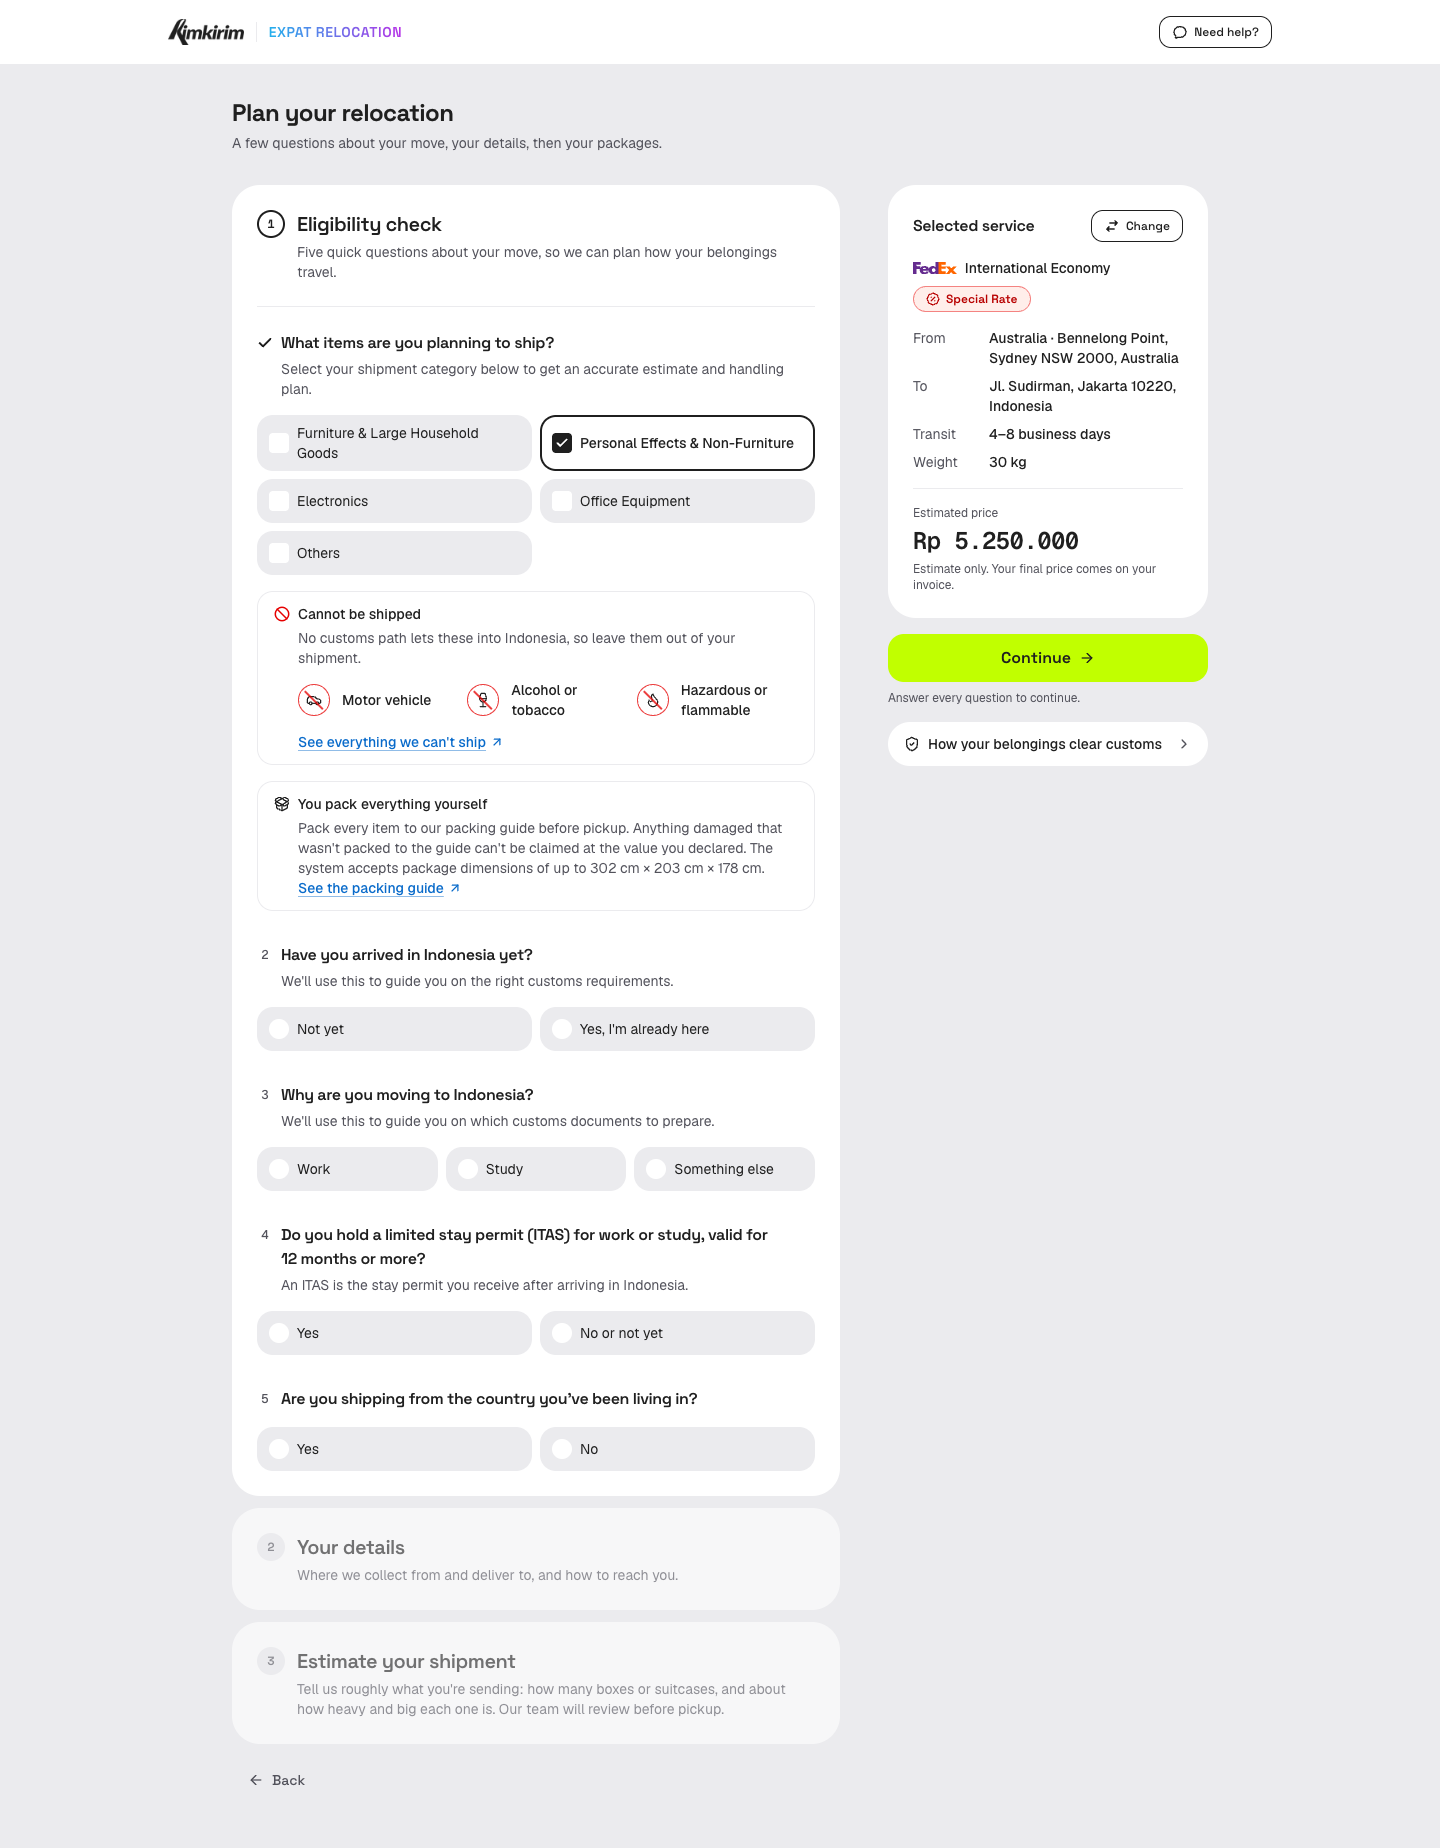 Kimkirim
EXPAT RELOCATION
Need help?
Plan your relocation
A few questions about your move, your details, then your packages.
1
Eligibility check
Five quick questions about your move, so we can plan how your belongings
travel.
What items are you planning to ship?
Select your shipment category below to get an accurate estimate and handling
plan.
Furniture & Large Household
Goods
Personal Effects & Non-Furniture
Electronics
Office Equipment
Others
Cannot be shipped
No customs path lets these into Indonesia, so leave them out of your
shipment.
Motor vehicle
Alcohol or
tobacco
Hazardous or
flammable
See everything we can't ship
You pack everything yourself
Pack every item to our packing guide before pickup. Anything damaged that
wasn't packed to the guide can't be claimed at the value you declared. The
system accepts package dimensions of up to 302 cm × 203 cm × 178 cm.
See the packing guide
2
Have you arrived in Indonesia yet?
We'll use this to guide you on the right customs requirements.
Not yet
Yes, I'm already here
3
Why are you moving to Indonesia?
We'll use this to guide you on which customs documents to prepare.
Work
Study
Something else
4
Do you hold a limited stay permit (ITAS) for work or study, valid for
12 months or more?
An ITAS is the stay permit you receive after arriving in Indonesia.
Yes
No or not yet
5
Are you shipping from the country you've been living in?
Yes
No
2
Your details
Where we collect from and deliver to, and how to reach you.
3
Estimate your shipment
Tell us roughly what you're sending: how many boxes or suitcases, and about
how heavy and big each one is. Our team will review before pickup.
Back
Selected service
Change
FedEx
International Economy
Special Rate
From
Australia · Bennelong Point,
Sydney NSW 2000, Australia
To
Jl. Sudirman, Jakarta 10220,
Indonesia
Transit
4–8 business days
Weight
30 kg
Estimated price
Rp 5.250.000
Estimate only. Your final price comes on your
invoice.
Continue
Answer every question to continue.
How your belongings clear customs